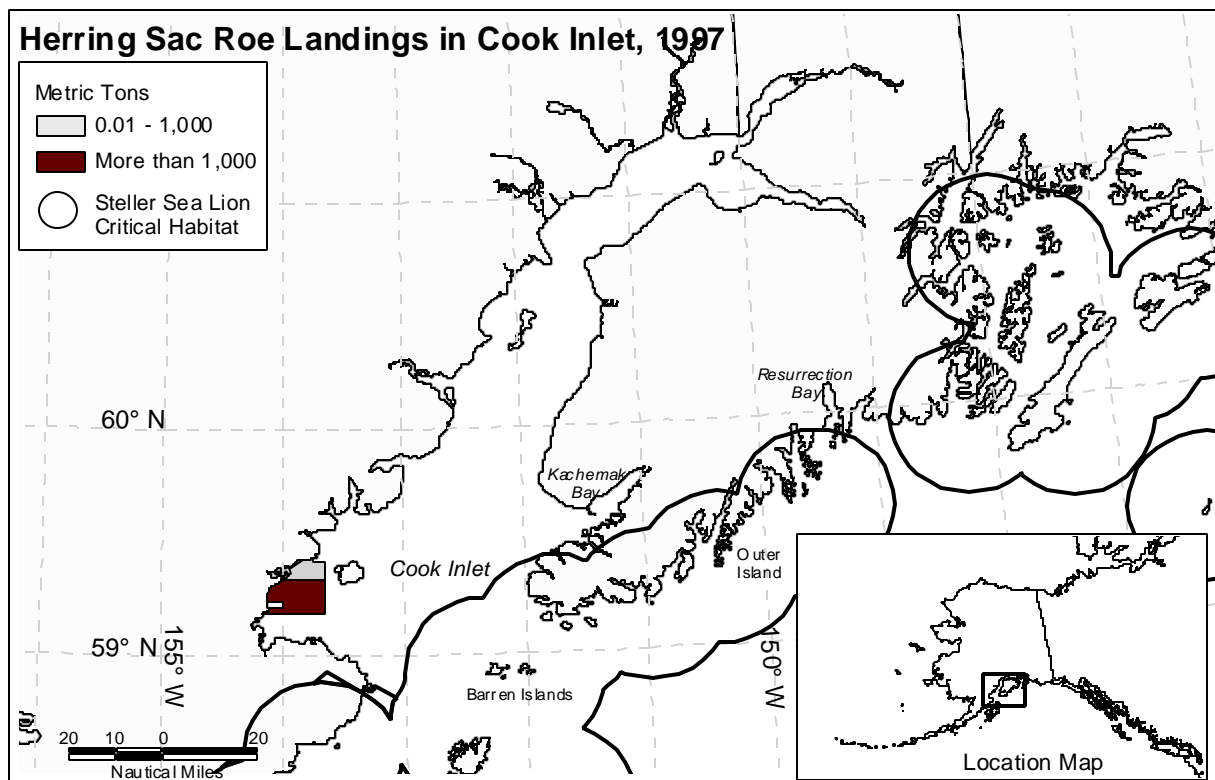 Herring Sac Roe Landings in Cook Inlet, 1997
Metric Tons
0.01 - 1,000
More than 1,000
Steller Sea Lion
Critical Habitat
Resurrection
Bay
60° N
Kachemak
Bay
Cook Inlet
Outer
Island
59° N
155° W
150° W
Barren Islands
20 10 0 20
Nautical Miles
Location Map